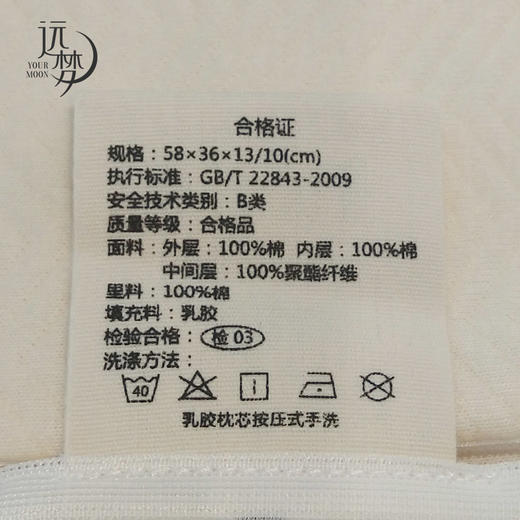 远梦
YOUR
MOON
合格证
规格：58×36×13/10(cm)
执行标准：GB/T 22843-2009
安全技术类别：B类
质量等级：合格品
面料：外层：100%棉 内层：100%棉
中间层：100%聚酯纤维
里料：100%棉
填充料：乳胶
检验合格：检 03
洗涤方法：
40
乳胶枕芯按压式手洗